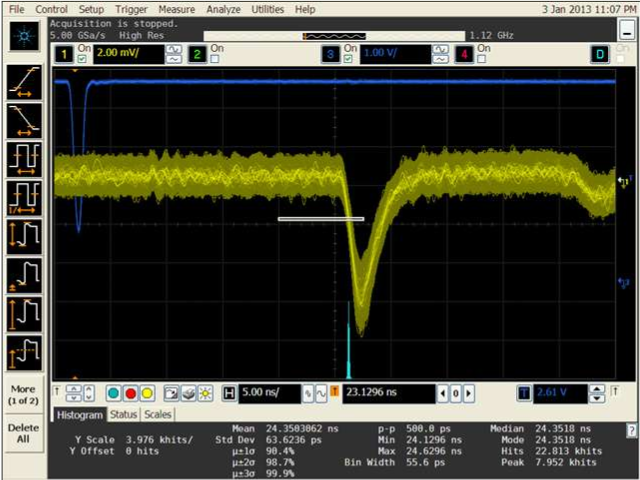 File Control Setup Trigger Measure Analyze Utilities Help 3 Jan 2013 11:07 PM
Acquisition is stopped.
5.00 GSa/s High Res 1.12 GHz
1 On 2.00 mV/ 2 On 3 On 1.00 V/ 4 On D On
More
(1 of 2)
Delete
All
H 5.00 ns/ T 23.1296 ns 0 T 2.61 V
Histogram Status Scales
Mean 24.3503062 ns p-p 500.0 ps Median 24.3518 ns
Y Scale 3.976 khits/ Std Dev 63.6236 ps Min 24.1296 ns Mode 24.3518 ns
Y Offset 0 hits μ±1σ 90.4% Max 24.6296 ns Hits 22.813 khits
μ±2σ 98.7% Bin Width 55.6 ps Peak 7.952 khits
μ±3σ 99.9%